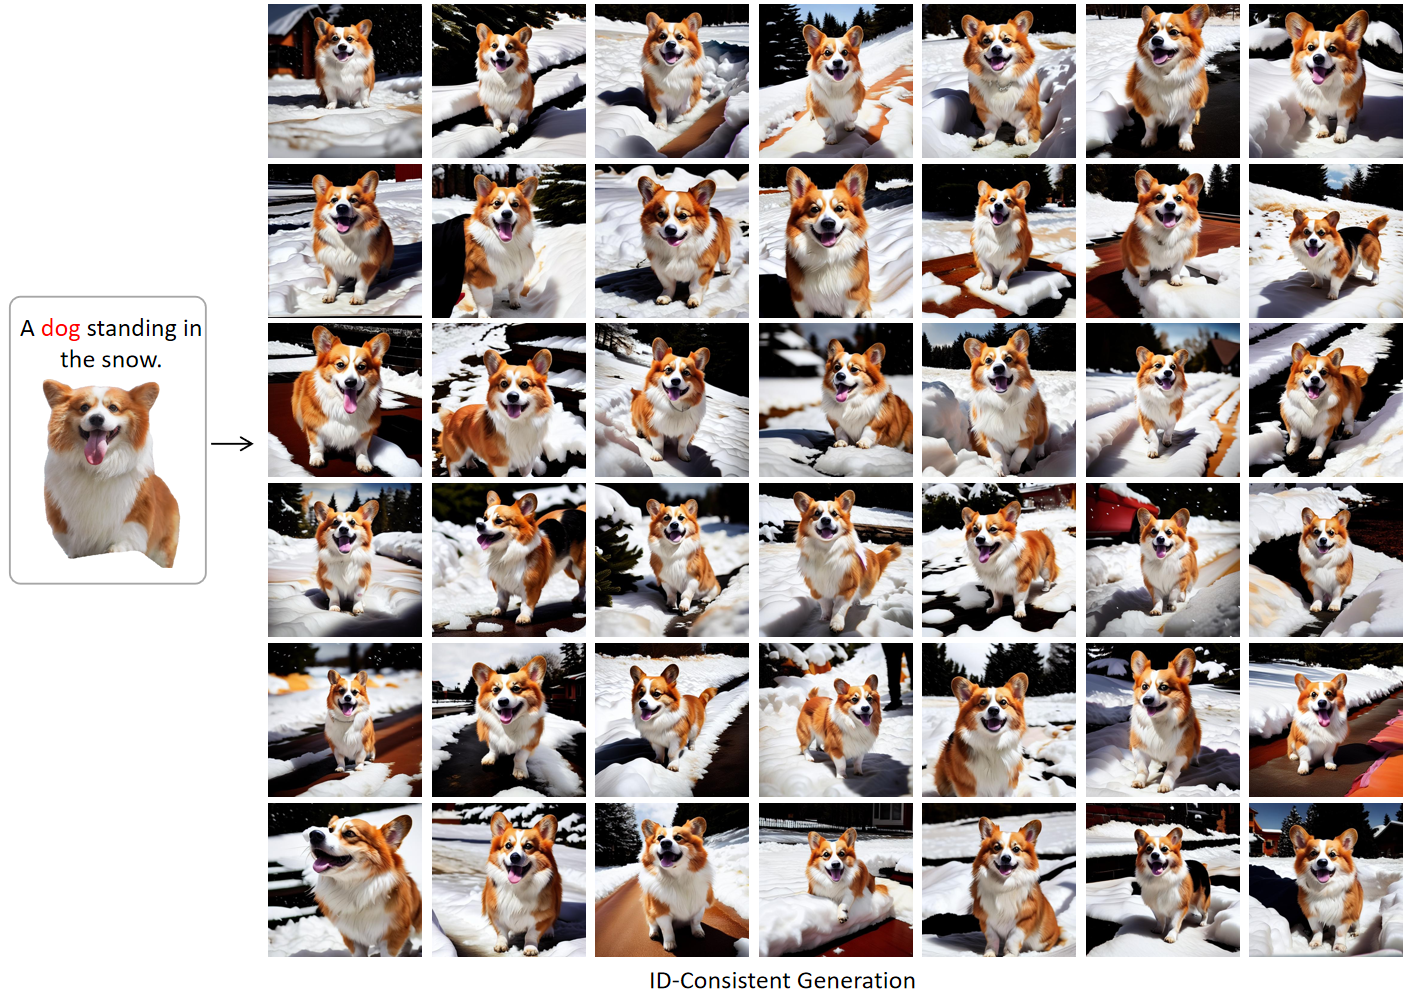 A dog standing in
the snow.
ID-Consistent Generation